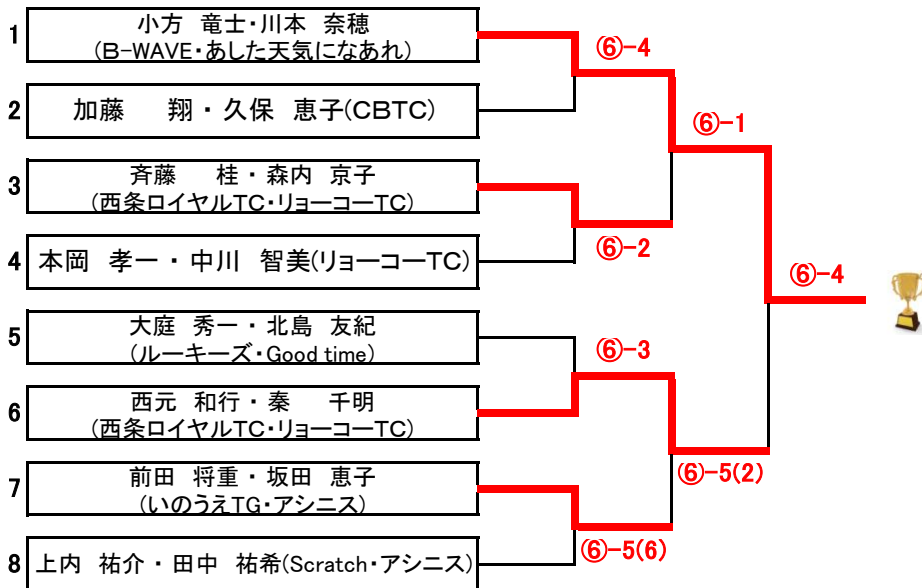 1
小方　竜士・川本　奈穂
(B-WAVE・あした天気になあれ)
⑥-4
2
加藤　翔・久保　恵子(CBTC)
⑥-1
3
斉藤　桂・森内　京子
(西条ロイヤルTC・リョーコーTC)
⑥-2
4
本岡　孝一・中川　智美(リョーコーTC)
⑥-4
5
大庭　秀一・北島　友紀
(ルーキーズ・Good time)
⑥-3
6
西元　和行・秦　千明
(西条ロイヤルTC・リョーコーTC)
⑥-5(2)
7
前田　将重・坂田　恵子
(いのうえTG・アシニス)
⑥-5(6)
8
上内　祐介・田中　祐希(Scratch・アシニス)